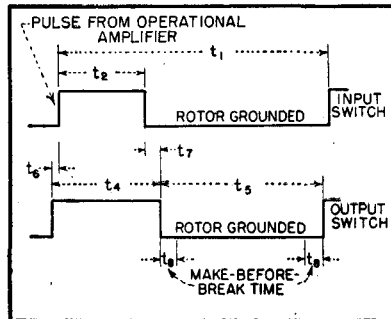 PULSE FROM OPERATIONAL
AMPLIFIER
t1
t2
ROTOR GROUNDED
INPUT
SWITCH
t6
t7
t4
t5
ROTOR GROUNDED
OUTPUT
SWITCH
t8
t8
MAKE-BEFORE-
BREAK TIME